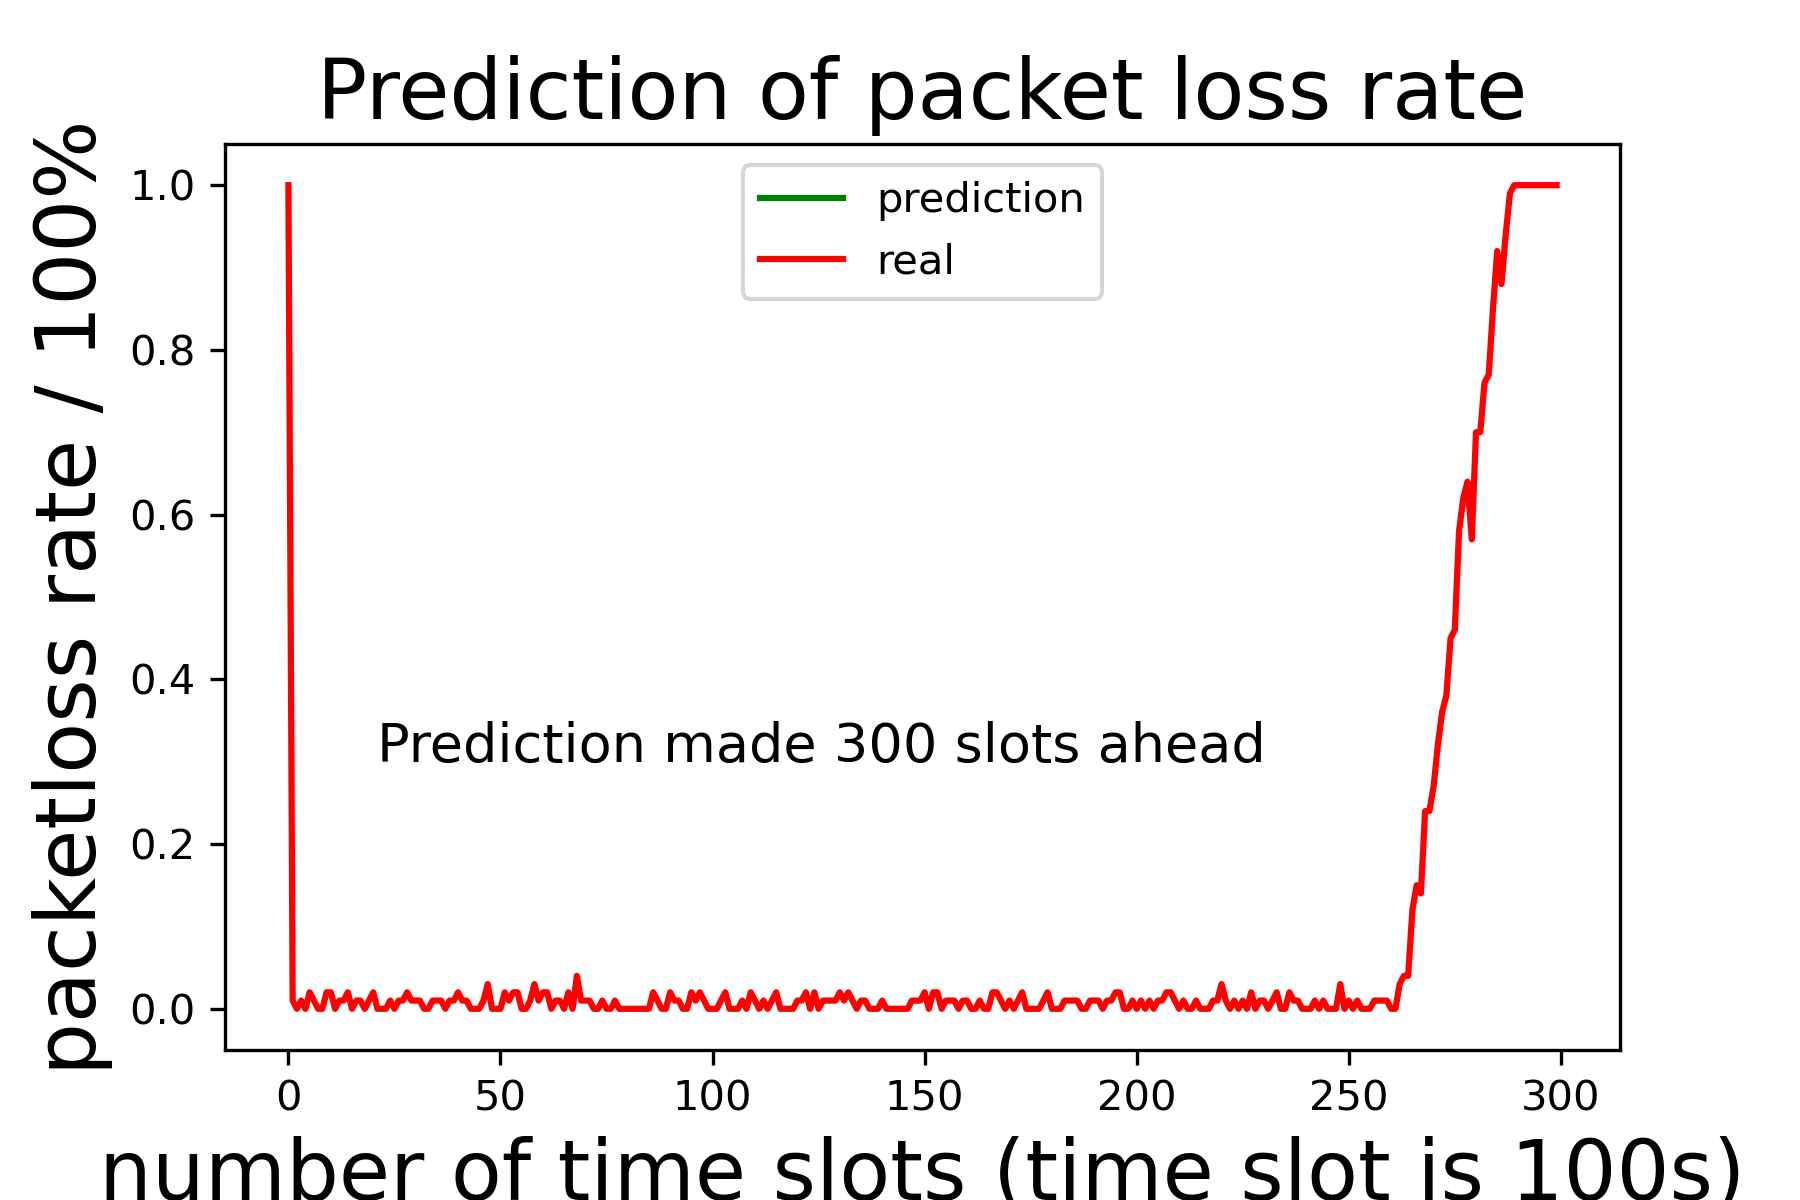 Prediction of packet loss rate
packetloss rate / 100%
1.0
0.8
0.6
0.4
0.2
0.0
prediction
real
Prediction made 300 slots ahead
0 50 100 150 200 250 300
number of time slots (time slot is 100s)